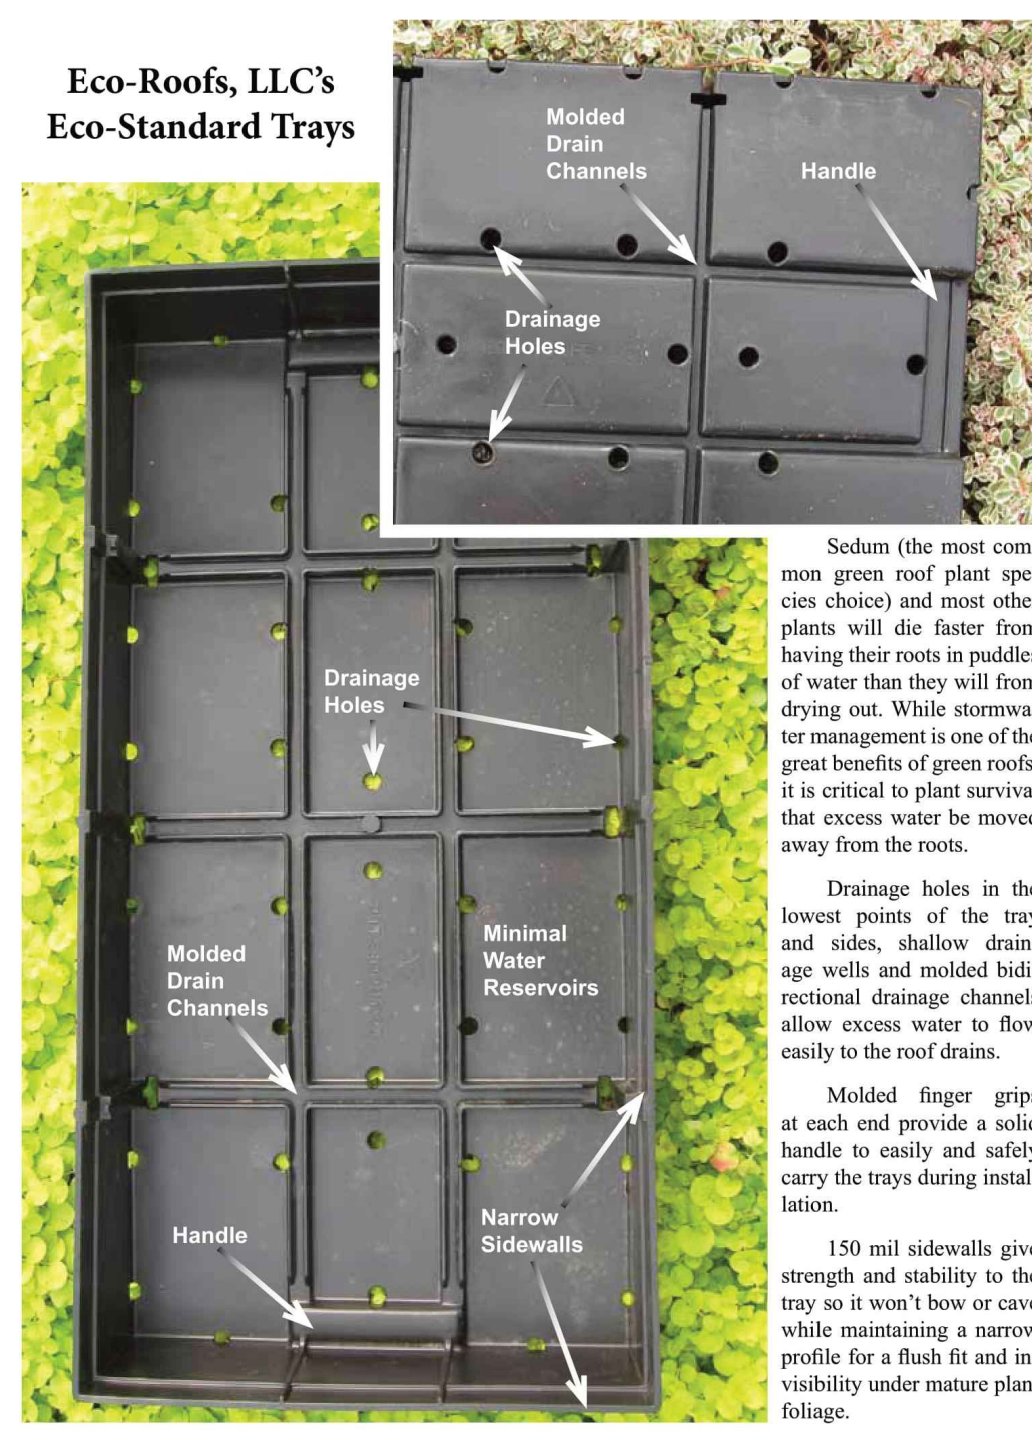 Eco-Roofs, LLC's
Eco-Standard Trays
Molded
Drain
Channels
Handle
Drainage
Holes
Drainage
Holes
Molded
Drain
Channels
Minimal
Water
Reservoirs
Handle
Narrow
Sidewalls
Sedum (the most com
mon green roof plant spe
cies choice) and most othe
plants will die faster from
having their roots in puddles
of water than they will from
drying out. While stormwa
ter management is one of the
great benefits of green roofs
it is critical to plant surviva
that excess water be moved
away from the roots.
Drainage holes in the
lowest points of the tray
and sides, shallow drain
age wells and molded bidi
rectional drainage channels
allow excess water to flow
easily to the roof drains.
Molded finger grips
at each end provide a solid
handle to easily and safely
carry the trays during instal
lation.
150 mil sidewalls give
strength and stability to the
tray so it won't bow or cave
while maintaining a narrow
profile for a flush fit and in
visibility under mature plan
foliage.